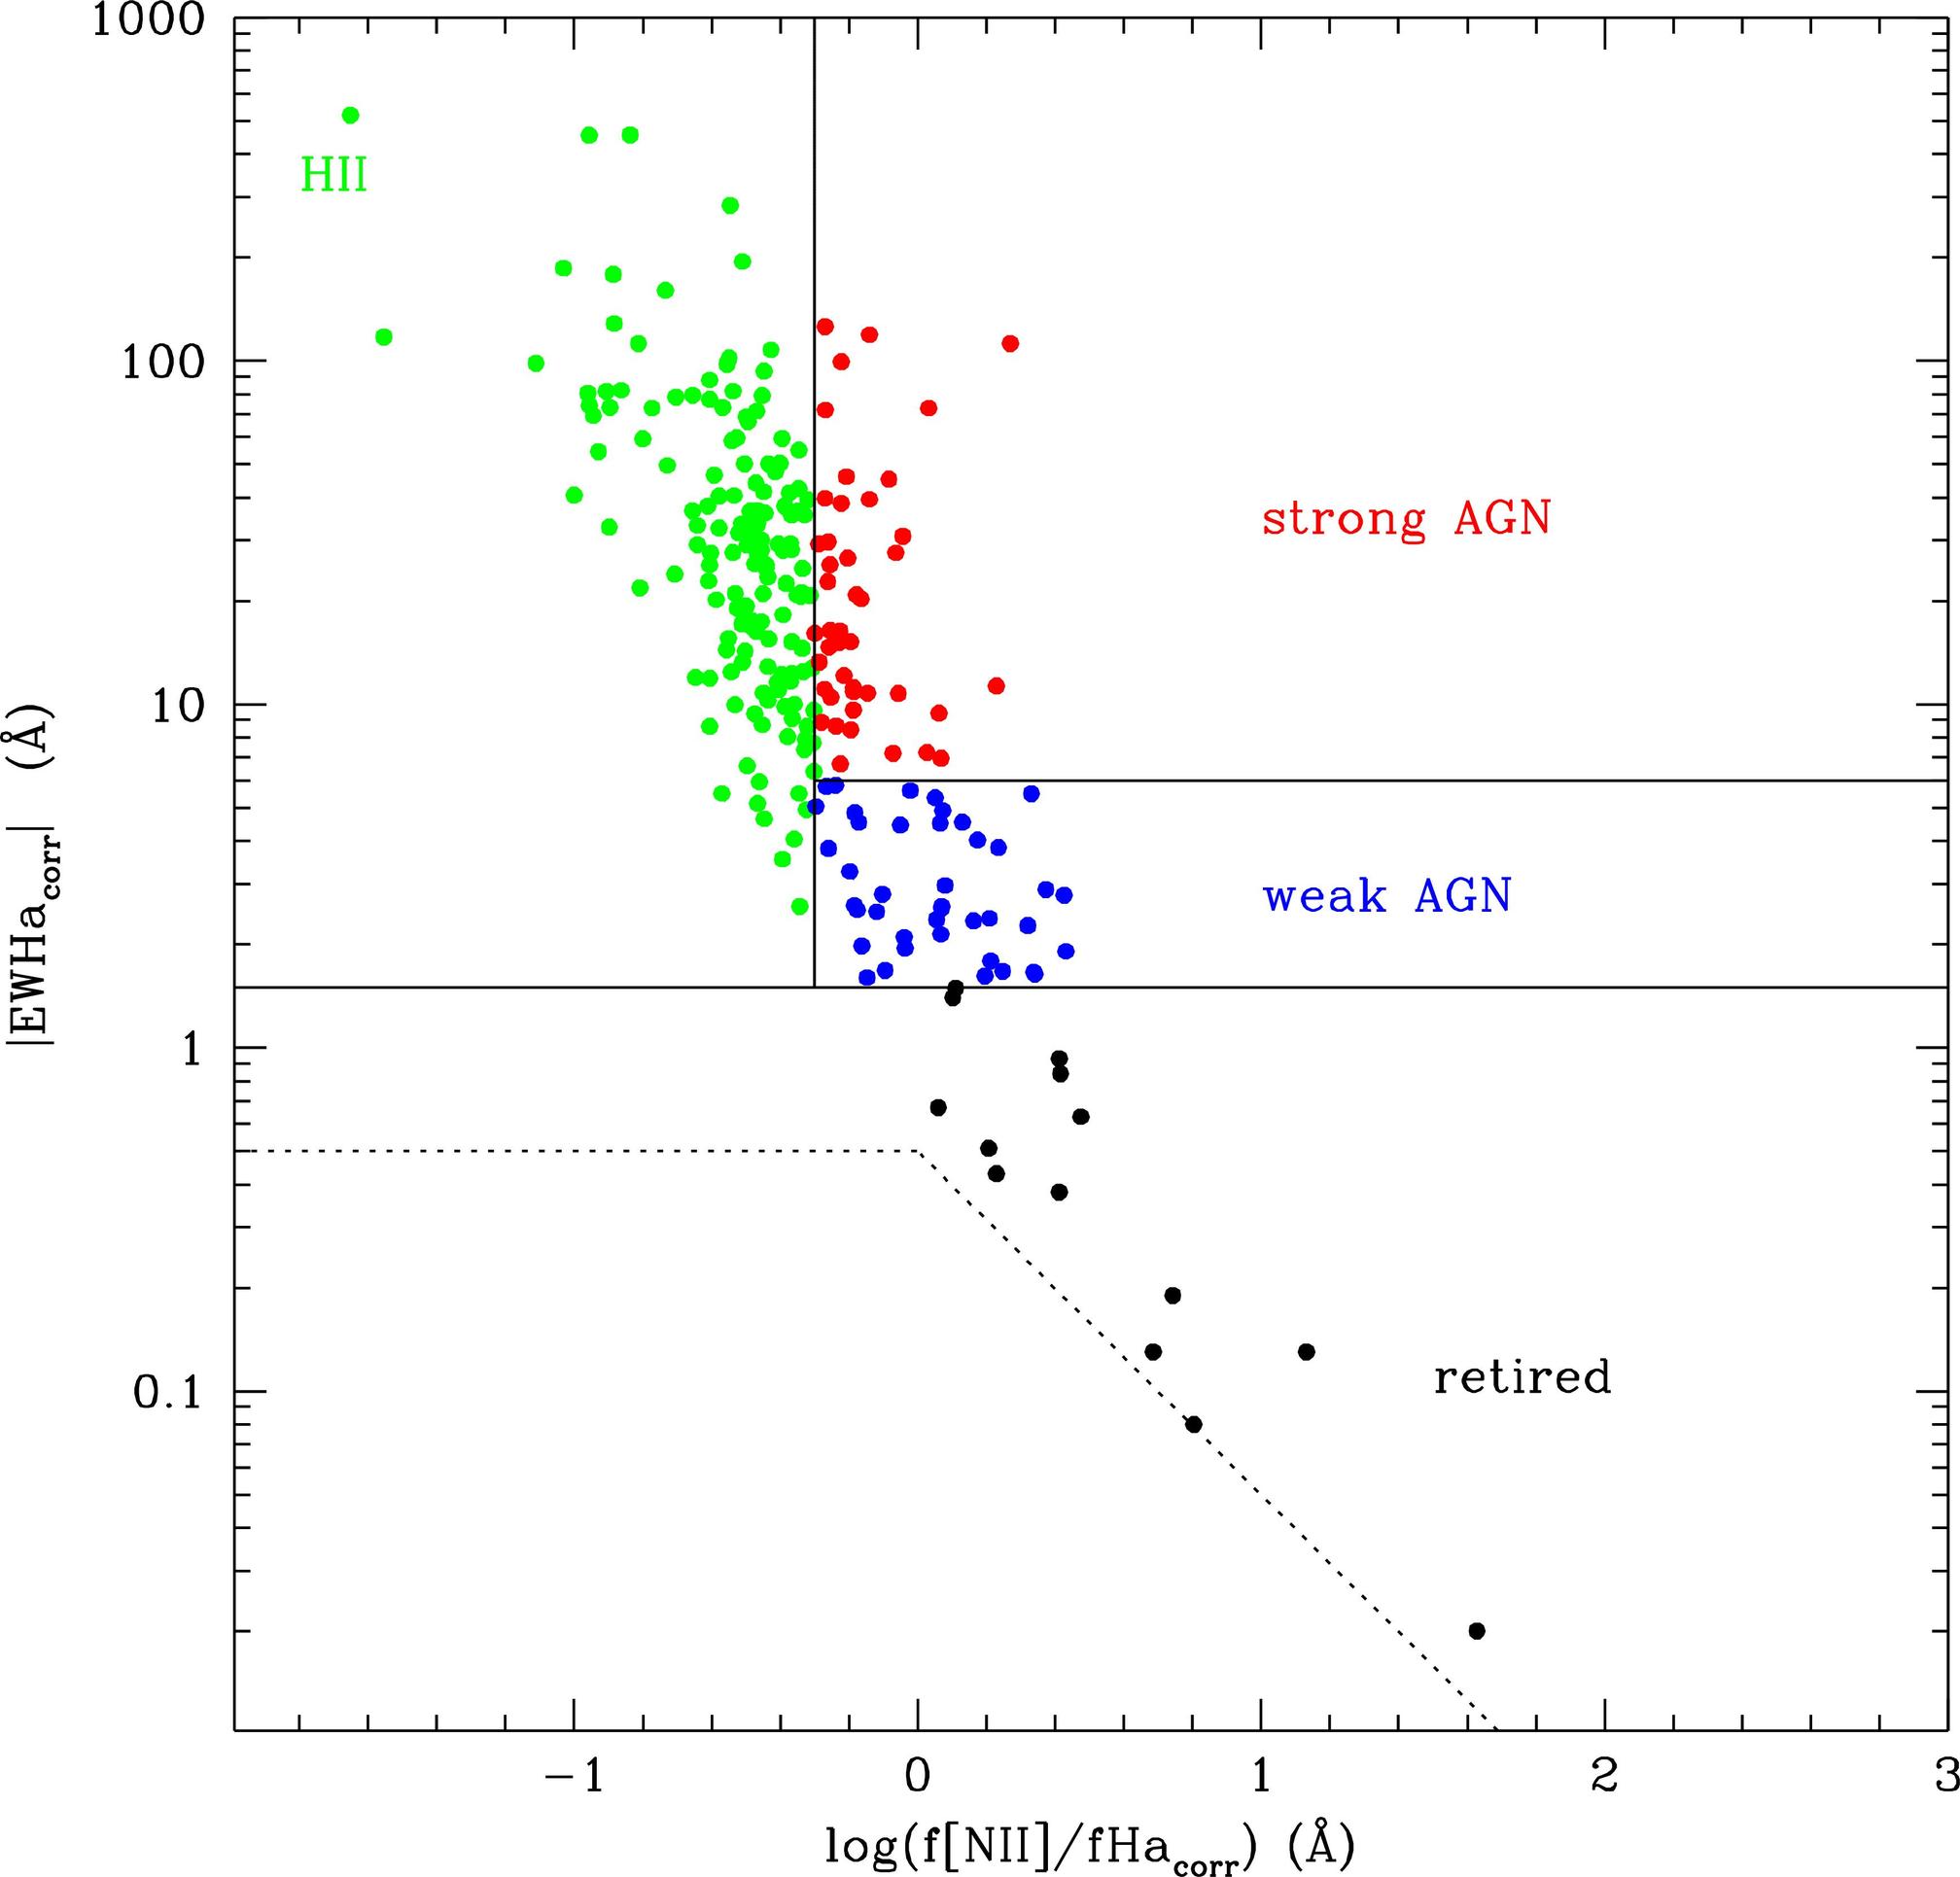 1000
100
10
1
0.1
|EWHa_corr| (Å)
HII
strong AGN
weak AGN
retired
−1 0 1 2 3
log(f[NII]/fHa_corr) (Å)